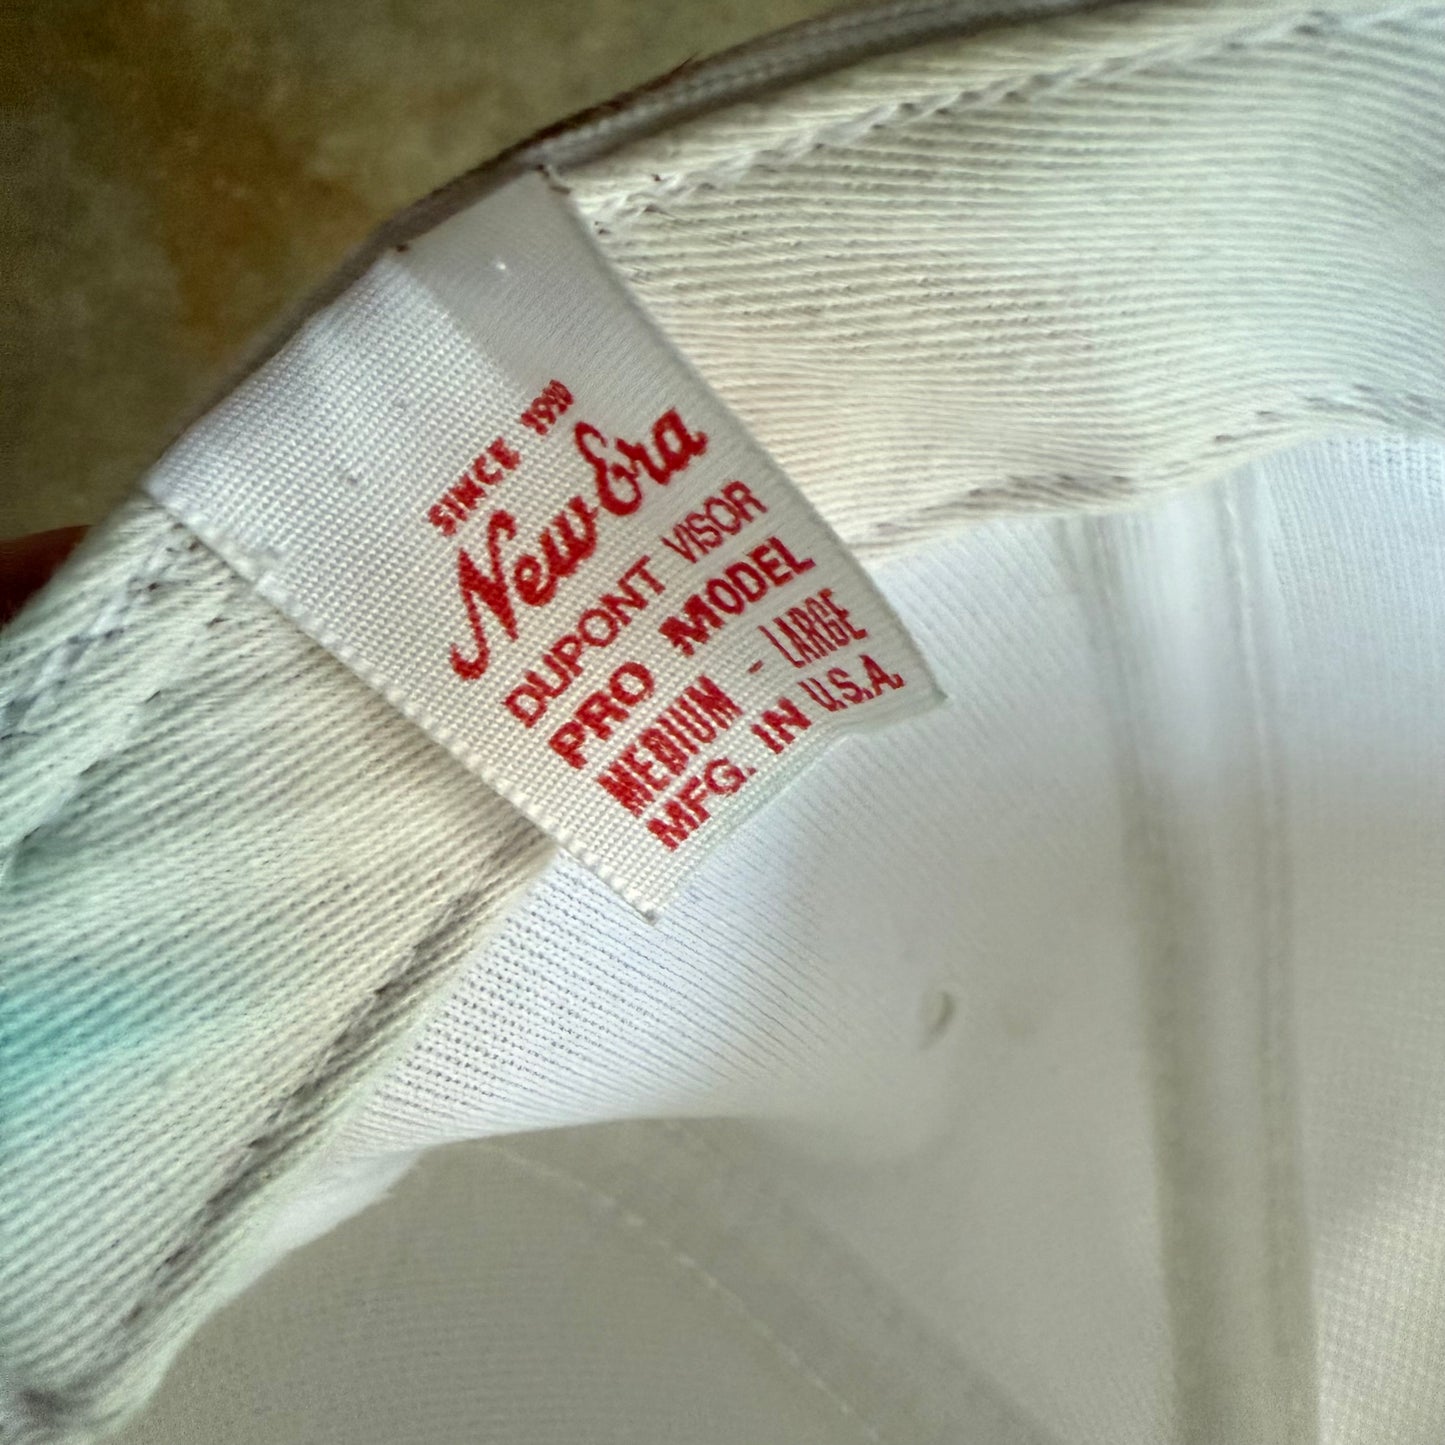 SINCE 1920
New Era
DUPONT VISOR
PRO MODEL
MEDIUM - LARGE
MFG. IN U.S.A.